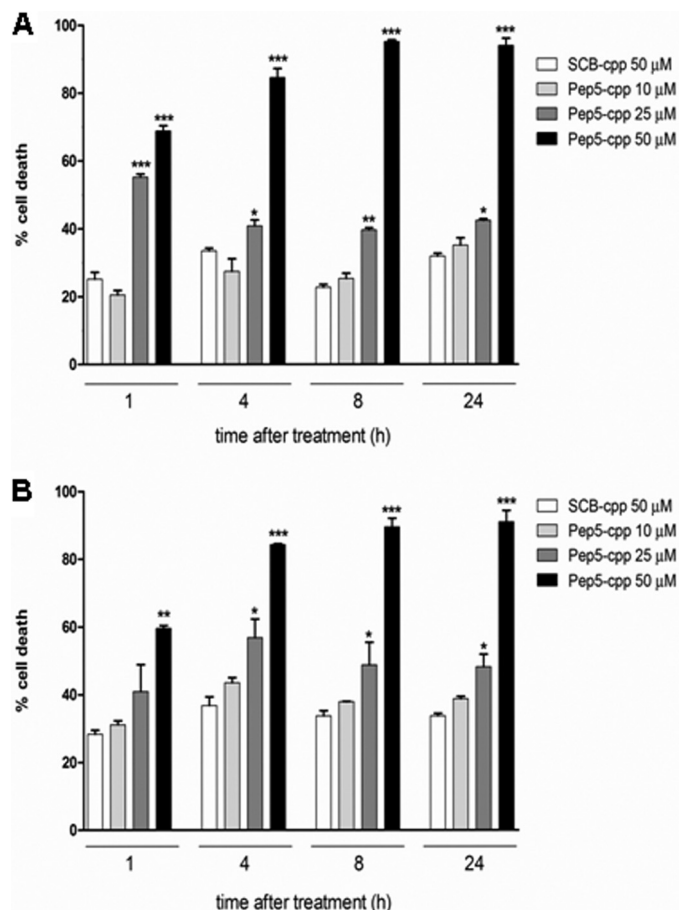 A
% cell death
100
80
60
40
20
0
***
***
*
***
**
***
*
***
SCB-cpp 50 µM
Pep5-cpp 10 µM
Pep5-cpp 25 µM
Pep5-cpp 50 µM
1 4 8 24
time after treatment (h)
B
% cell death
100
80
60
40
20
0
**
*
***
*
***
*
***
SCB-cpp 50 µM
Pep5-cpp 10 µM
Pep5-cpp 25 µM
Pep5-cpp 50 µM
1 4 8 24
time after treatment (h)